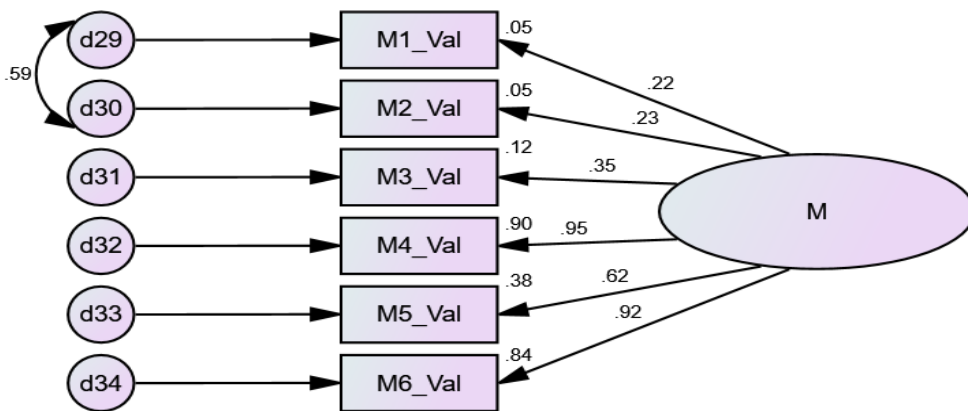 d29
M1_Val
.05
.59
.22
d30
M2_Val
.05
.23
d31
M3_Val
.12
.35
M
d32
M4_Val
.90
.95
d33
M5_Val
.38
.62
.92
d34
M6_Val
.84